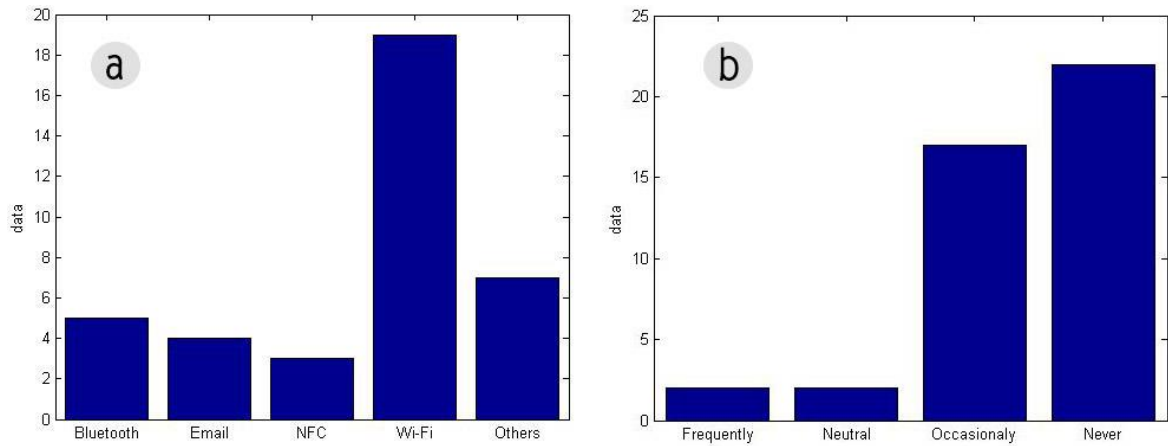 a
20
18
16
14
12
10
8
6
4
2
0
data
Bluetooth Email NFC Wi-Fi Others
b
25
20
15
10
5
0
data
Frequently Neutral Occasionaly Never